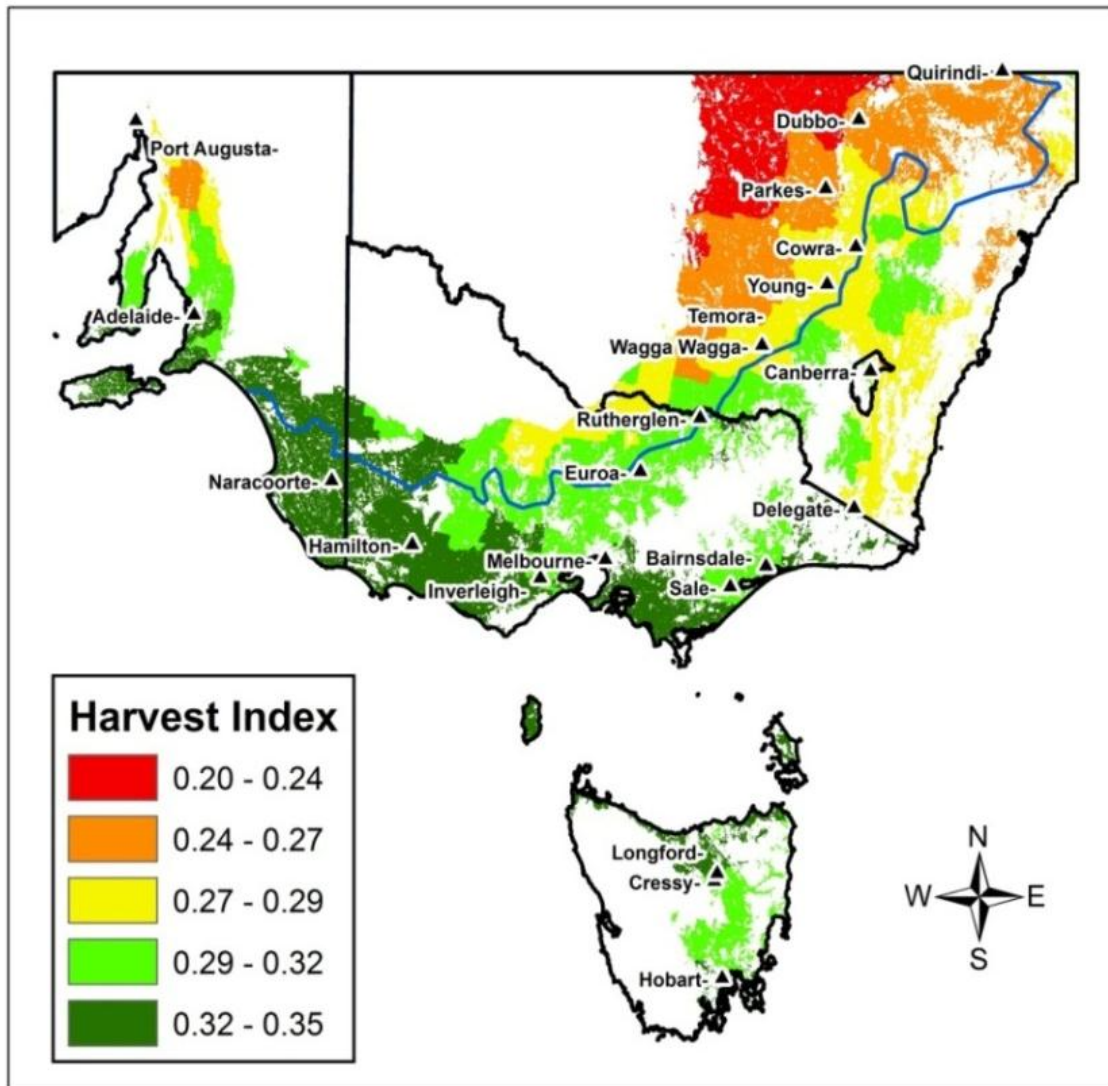 Quirindi-
Dubbo-
Port Augusta-
Parkes-
Cowra-
Young-
Adelaide-
Temora-
Wagga Wagga-
Canberra-
Rutherglen-
Euroa-
Naracoorte-
Delegate-
Hamilton-
Melbourne-
Bairnsdale-
Inverleigh-
Sale-
Harvest Index
0.20 - 0.24
0.24 - 0.27
0.27 - 0.29
0.29 - 0.32
0.32 - 0.35
Longford-
Cressy-
Hobart-
N
W
E
S